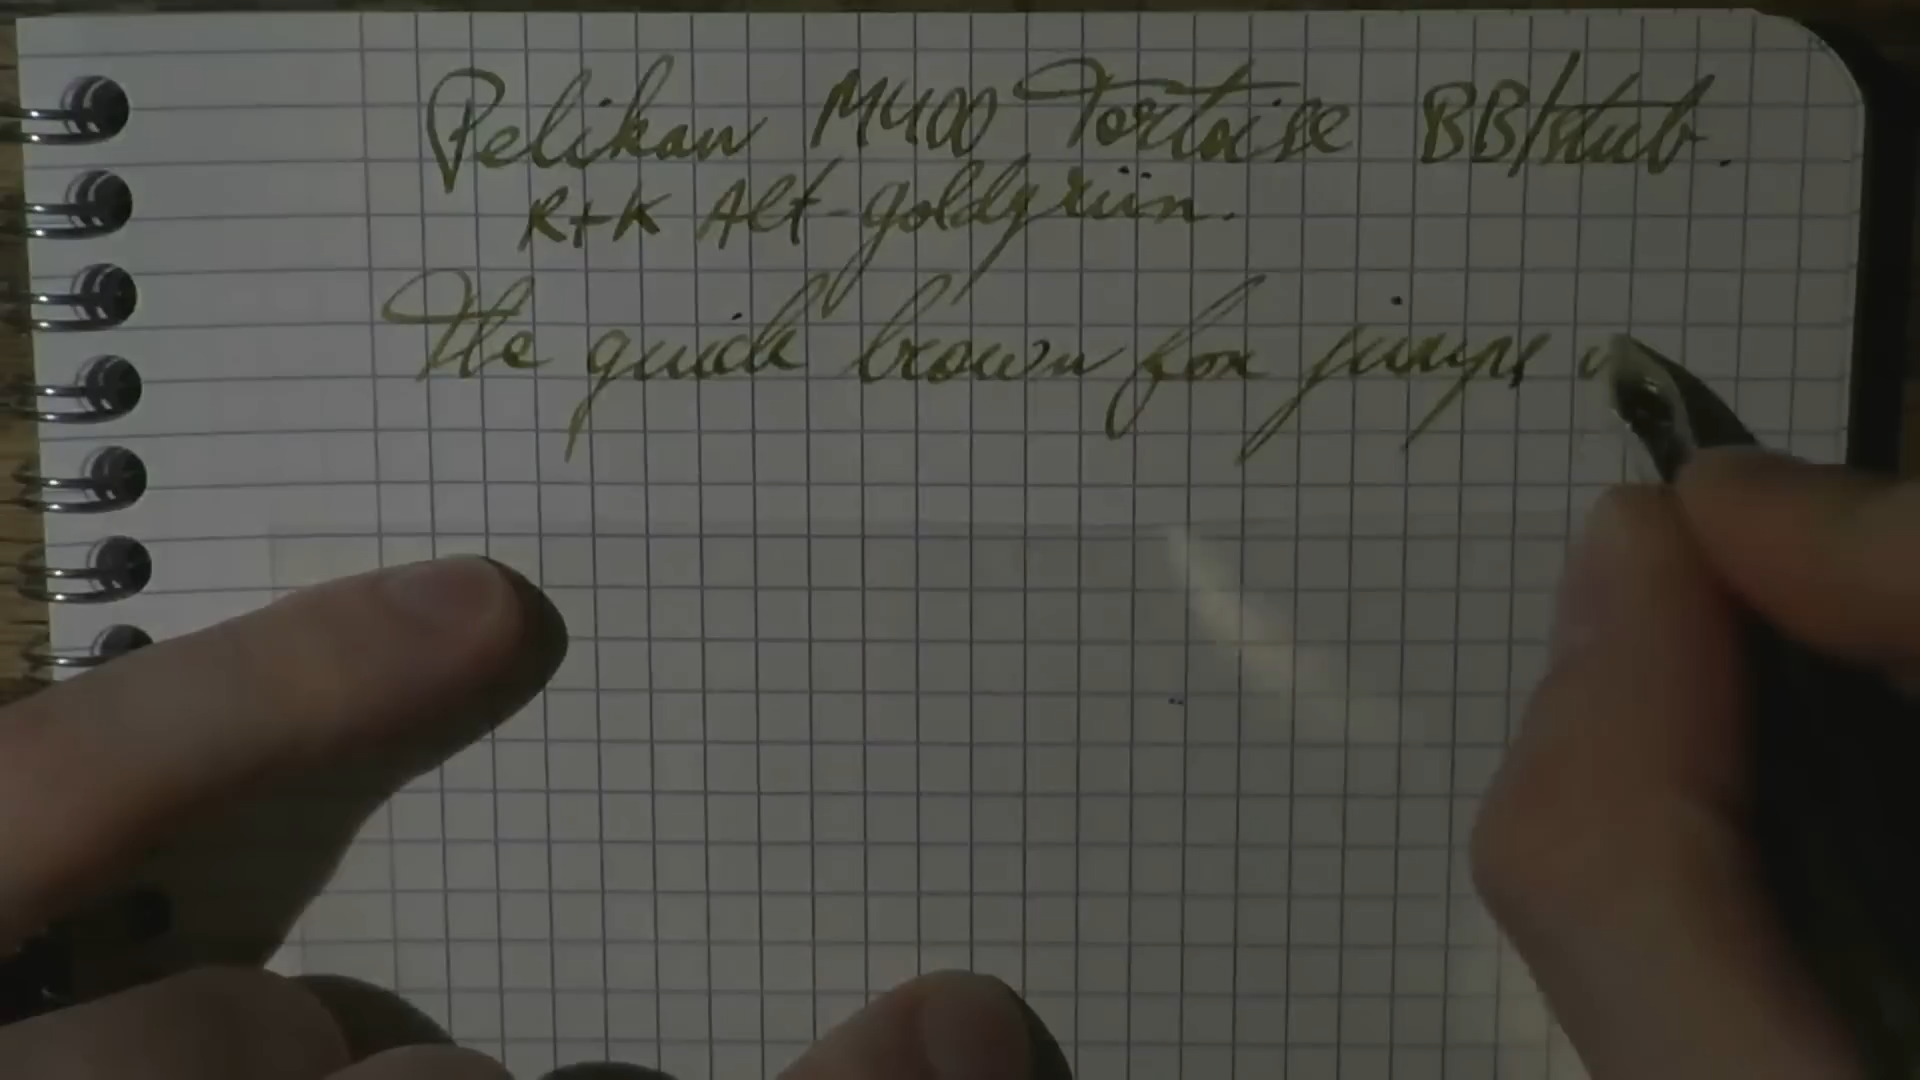 Pelikan M400 Tortoise BB/stub.
R+K Alt-goldgrün.
The quick brown fox jumps